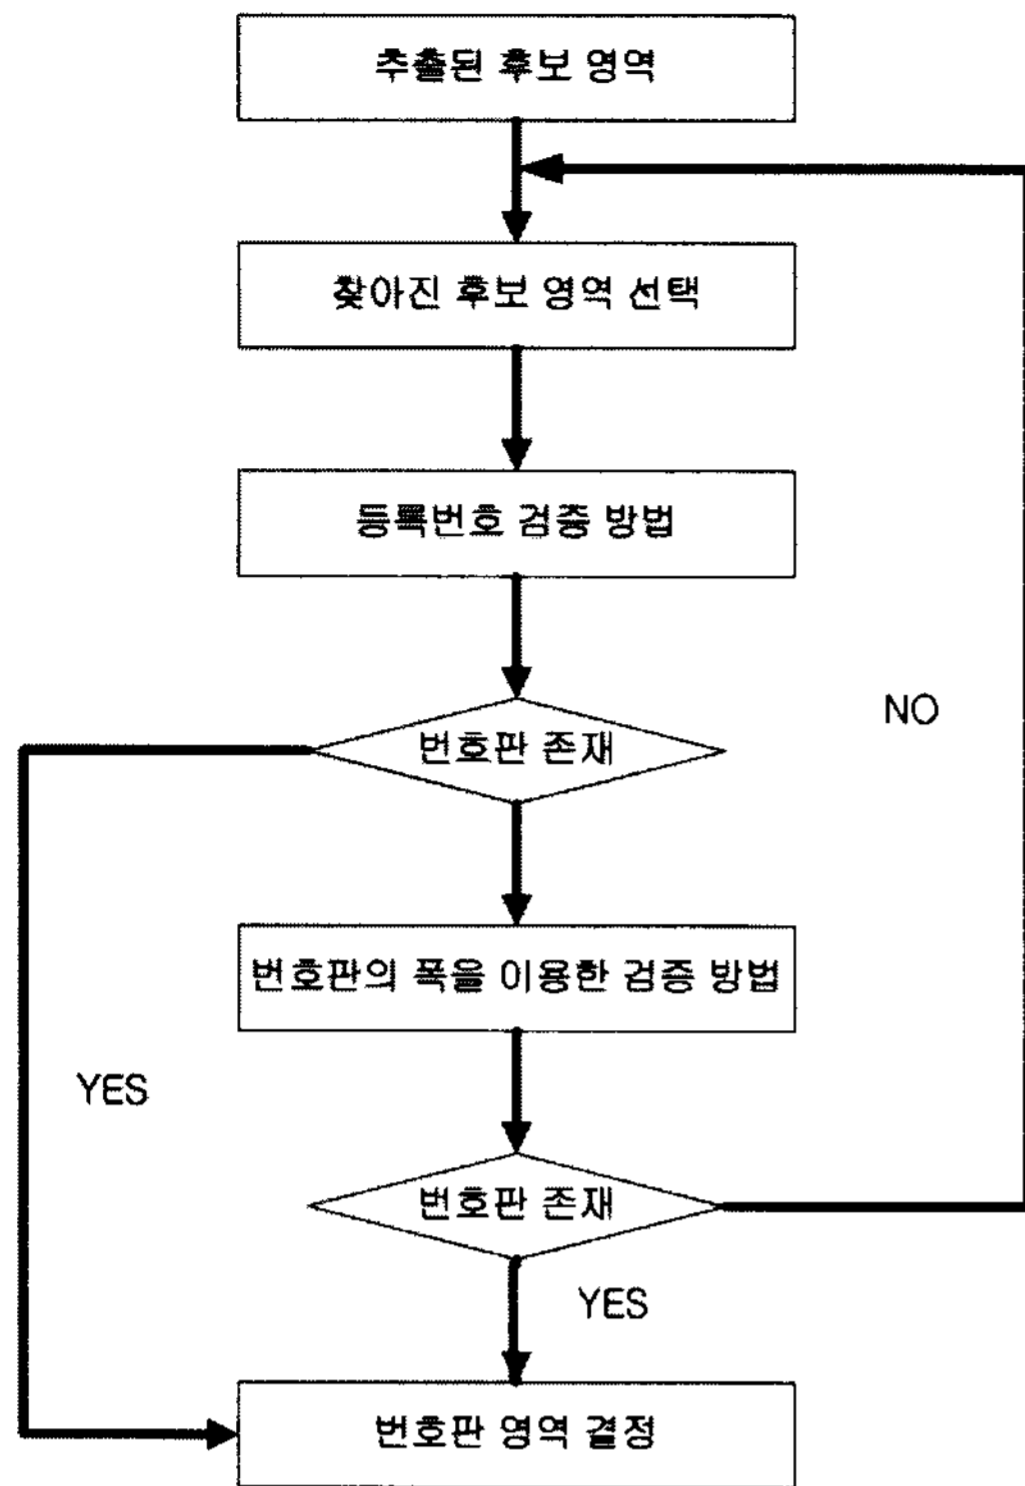 추출된 후보 영역
찾아진 후보 영역 선택
등록번호 검증 방법
NO
번호판 존재
번호판의 폭을 이용한 검증 방법
YES
번호판 존재
YES
번호판 영역 결정